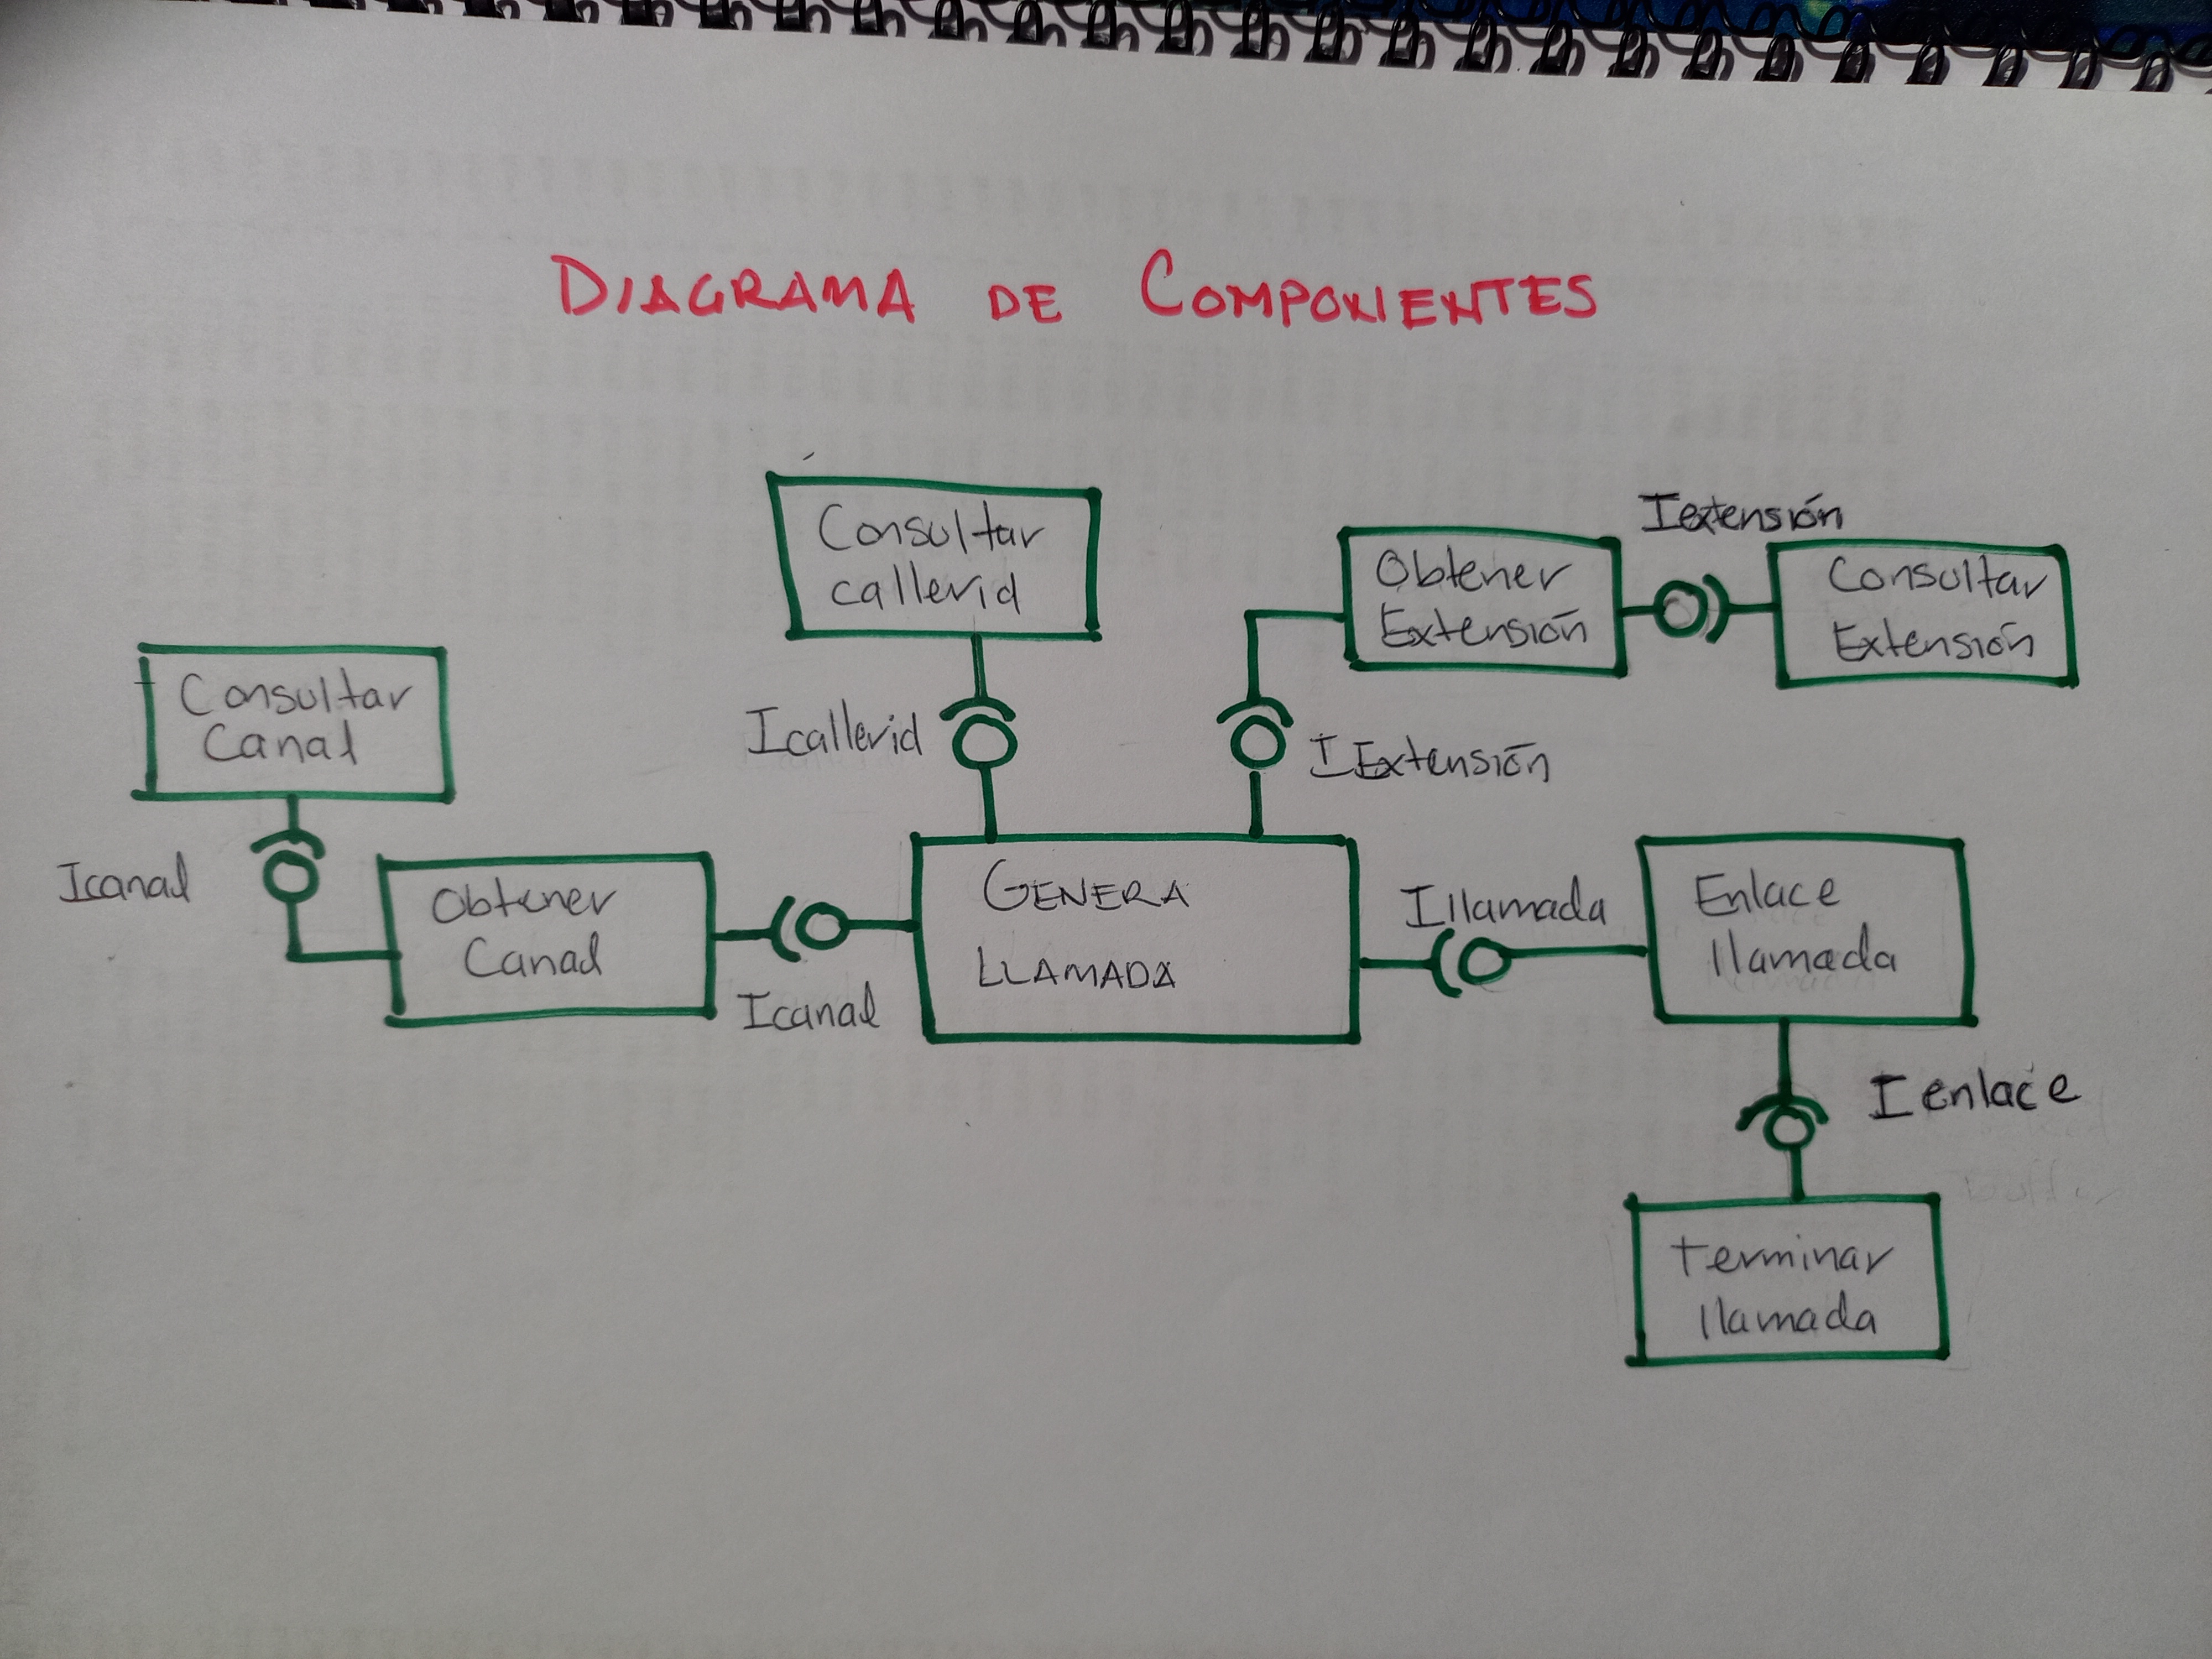 DIAGRAMA DE COMPONENTES
Consultar
callerid
Iextensión
Obtener
Extensión
Consultar
Extensión
Consultar
Canal
Icallerid
IExtensión
Icanal
Obtener
Canal
Icanal
GENERA
LLAMADA
Illamada
Enlace
llamada
Ienlace
Terminar
llamada